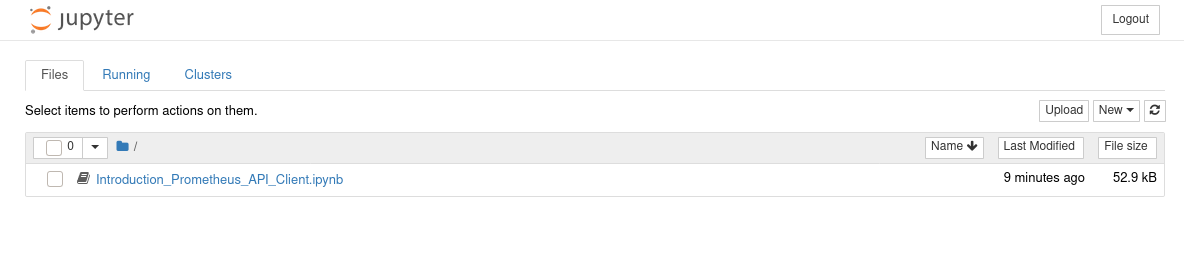 jupyter
Logout
Files Running Clusters
Select items to perform actions on them.
Upload New
0 / Name Last Modified File size
Introduction_Prometheus_API_Client.ipynb 9 minutes ago 52.9 kB